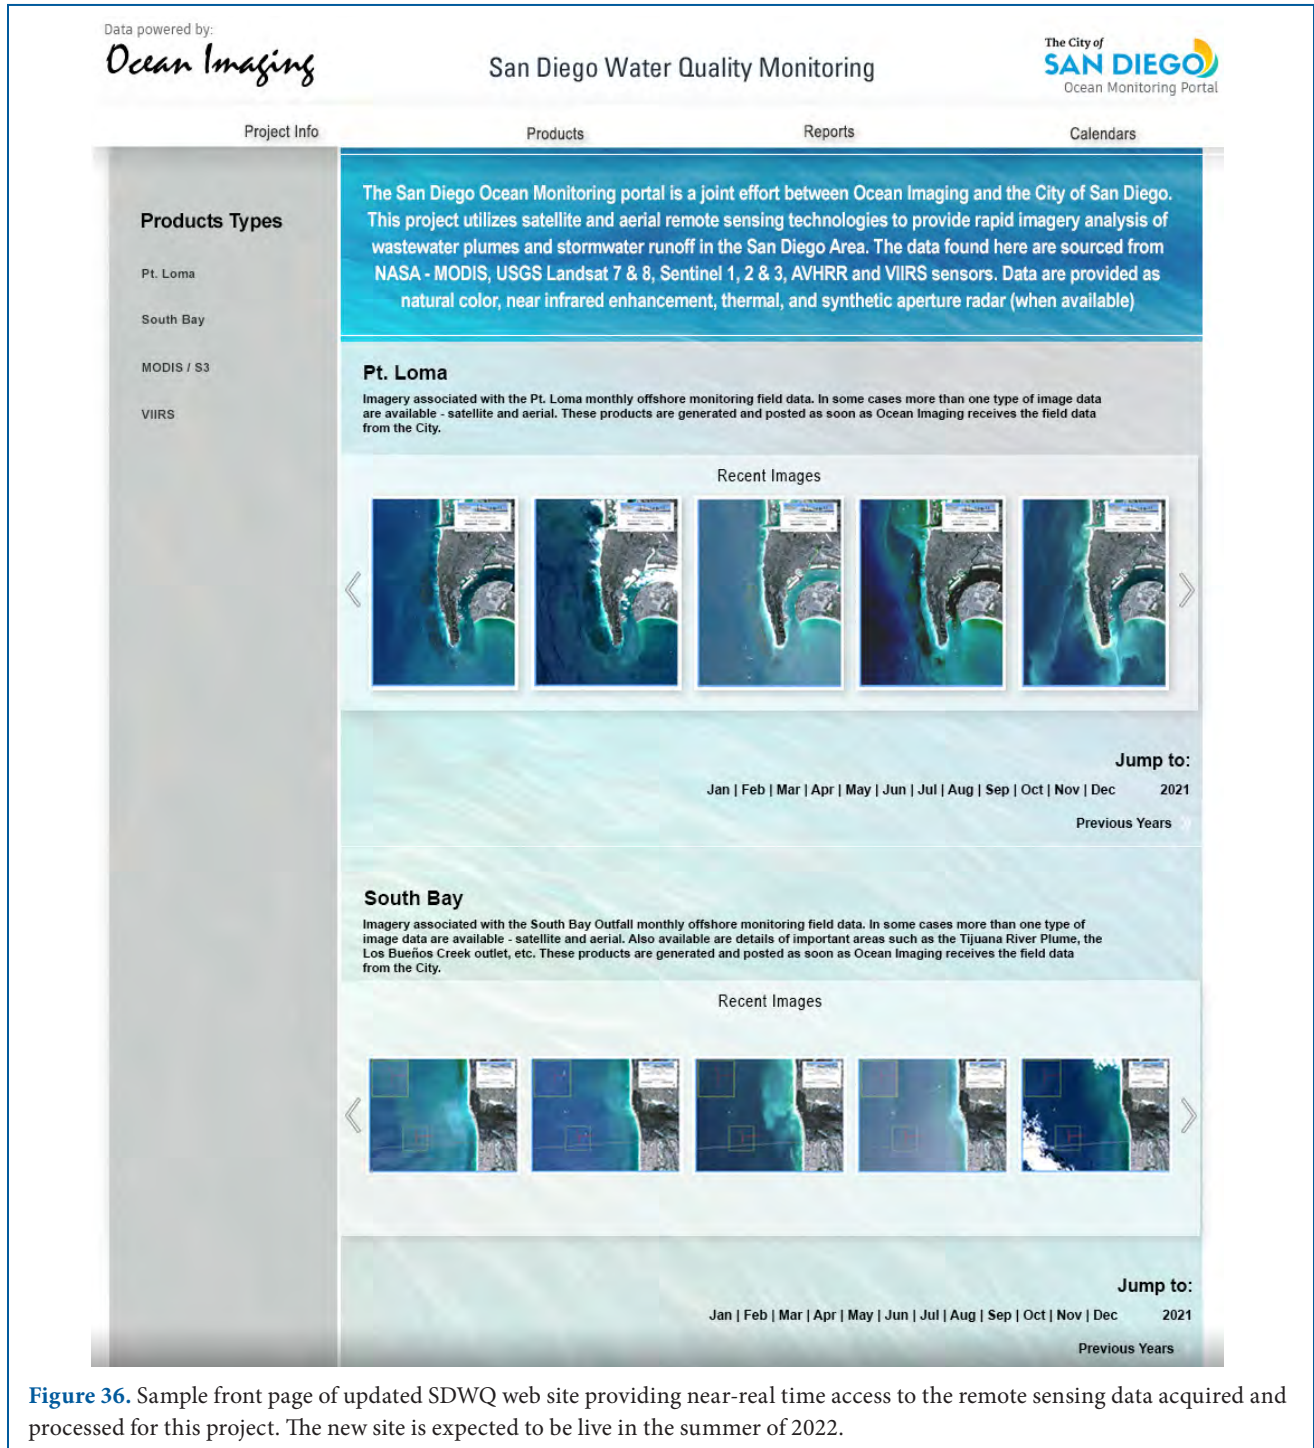 Data powered by:
Ocean Imaging
San Diego Water Quality Monitoring
The City of
SAN DIEGO
Ocean Monitoring Portal
Project Info
Products
Reports
Calendars
Products Types
Pt. Loma
South Bay
MODIS / S3
VIIRS
The San Diego Ocean Monitoring portal is a joint effort between Ocean Imaging and the City of San Diego.
This project utilizes satellite and aerial remote sensing technologies to provide rapid imagery analysis of
wastewater plumes and stormwater runoff in the San Diego Area. The data found here are sourced from
NASA - MODIS, USGS Landsat 7 & 8, Sentinel 1, 2 & 3, AVHRR and VIIRS sensors. Data are provided as
natural color, near infrared enhancement, thermal, and synthetic aperture radar (when available)
Pt. Loma
Imagery associated with the Pt. Loma monthly offshore monitoring field data. In some cases more than one type of image data
are available - satellite and aerial. These products are generated and posted as soon as Ocean Imaging receives the field data
from the City.
Recent Images
Jump to:
Jan | Feb | Mar | Apr | May | Jun | Jul | Aug | Sep | Oct | Nov | Dec 2021
Previous Years
South Bay
Imagery associated with the South Bay Outfall monthly offshore monitoring field data. In some cases more than one type of
image data are available - satellite and aerial. Also available are details of important areas such as the Tijuana River Plume, the
Los Bueños Creek outlet, etc. These products are generated and posted as soon as Ocean Imaging receives the field data
from the City.
Recent Images
Jump to:
Jan | Feb | Mar | Apr | May | Jun | Jul | Aug | Sep | Oct | Nov | Dec 2021
Previous Years
Figure 36. Sample front page of updated SDWQ web site providing near-real time access to the remote sensing data acquired and
processed for this project. The new site is expected to be live in the summer of 2022.